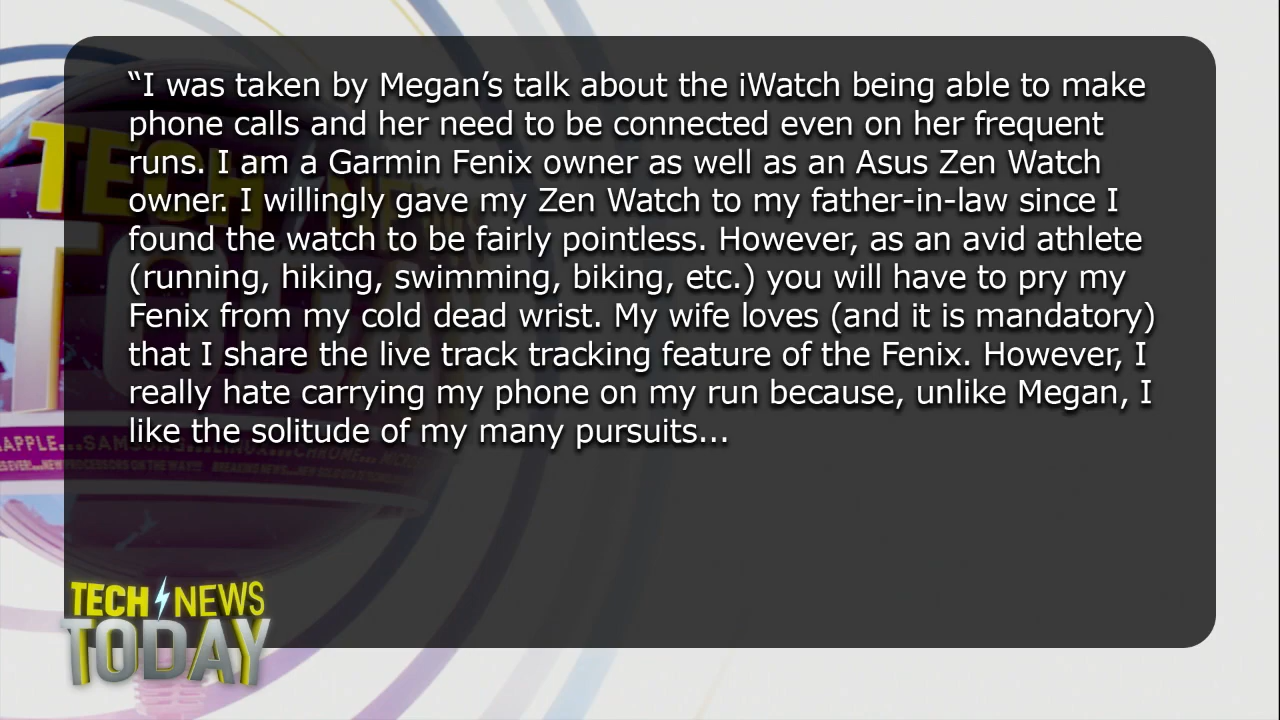 “I was taken by Megan’s talk about the iWatch being able to make
phone calls and her need to be connected even on her frequent
runs. I am a Garmin Fenix owner as well as an Asus Zen Watch
owner. I willingly gave my Zen Watch to my father-in-law since I
found the watch to be fairly pointless. However, as an avid athlete
(running, hiking, swimming, biking, etc.) you will have to pry my
Fenix from my cold dead wrist. My wife loves (and it is mandatory)
that I share the live track tracking feature of the Fenix. However, I
really hate carrying my phone on my run because, unlike Megan, I
like the solitude of my many pursuits...
TECH
APPLE...SAMSUNG...LINUX...CHROME...
TECH NEWS
TODAY